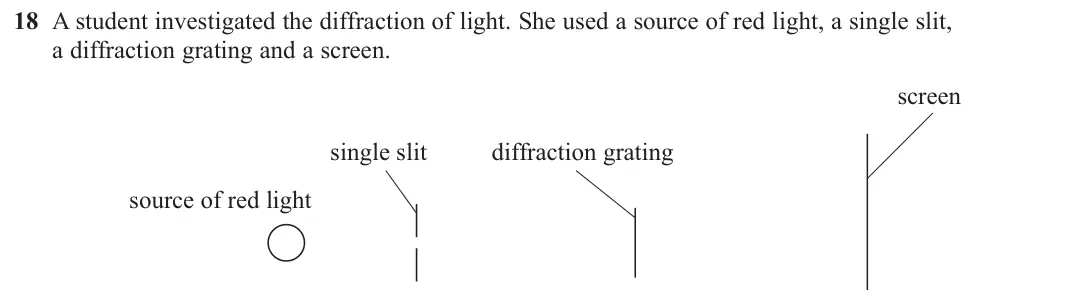 18 A student investigated the diffraction of light. She used a source of red light, a single slit,
a diffraction grating and a screen.
screen
single slit
diffraction grating
source of red light